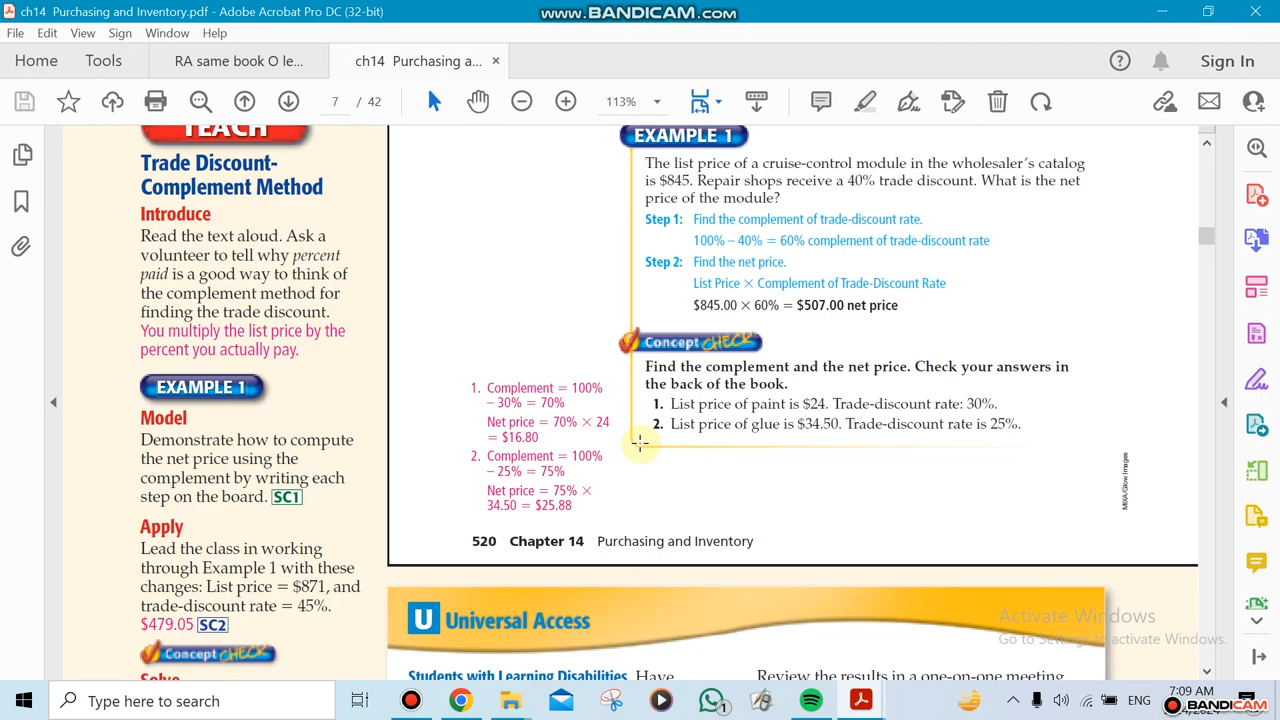 ch14 Purchasing and Inventory.pdf - Adobe Acrobat Pro DC (32-bit)
www.BANDICAM.com
File Edit View Sign Window Help
Home Tools RA same book O le... ch14 Purchasing a... × Sign In
7 / 42 113%
TEACH
Trade Discount-
Complement Method
Introduce
Read the text aloud. Ask a
volunteer to tell why percent
paid is a good way to think of
the complement method for
finding the trade discount.
You multiply the list price by the
percent you actually pay.
EXAMPLE 1
Model
Demonstrate how to compute
the net price using the
complement by writing each
step on the board. SC1
Apply
Lead the class in working
through Example 1 with these
changes: List price = $871, and
trade-discount rate = 45%.
$479.05 SC2
Concept CHECK
Solve
EXAMPLE 1
The list price of a cruise-control module in the wholesaler's catalog
is $845. Repair shops receive a 40% trade discount. What is the net
price of the module?
Step 1: Find the complement of trade-discount rate.
100% – 40% = 60% complement of trade-discount rate
Step 2: Find the net price.
List Price × Complement of Trade-Discount Rate
$845.00 × 60% = $507.00 net price
Concept CHECK
Find the complement and the net price. Check your answers in
the back of the book.
1. List price of paint is $24. Trade-discount rate: 30%.
2. List price of glue is $34.50. Trade-discount rate is 25%.
1. Complement = 100%
– 30% = 70%
Net price = 70% × 24
= $16.80
2. Complement = 100%
– 25% = 75%
Net price = 75% ×
34.50 = $25.88
MIXA/Glow Images
520 Chapter 14 Purchasing and Inventory
U Universal Access
Students with Learning Disabilities Have
Review the results in a one-on-one meeting
Activate Windows
Go to Settings to activate Windows.
Type here to search
1
ENG
7:09 AM
BANDICAM